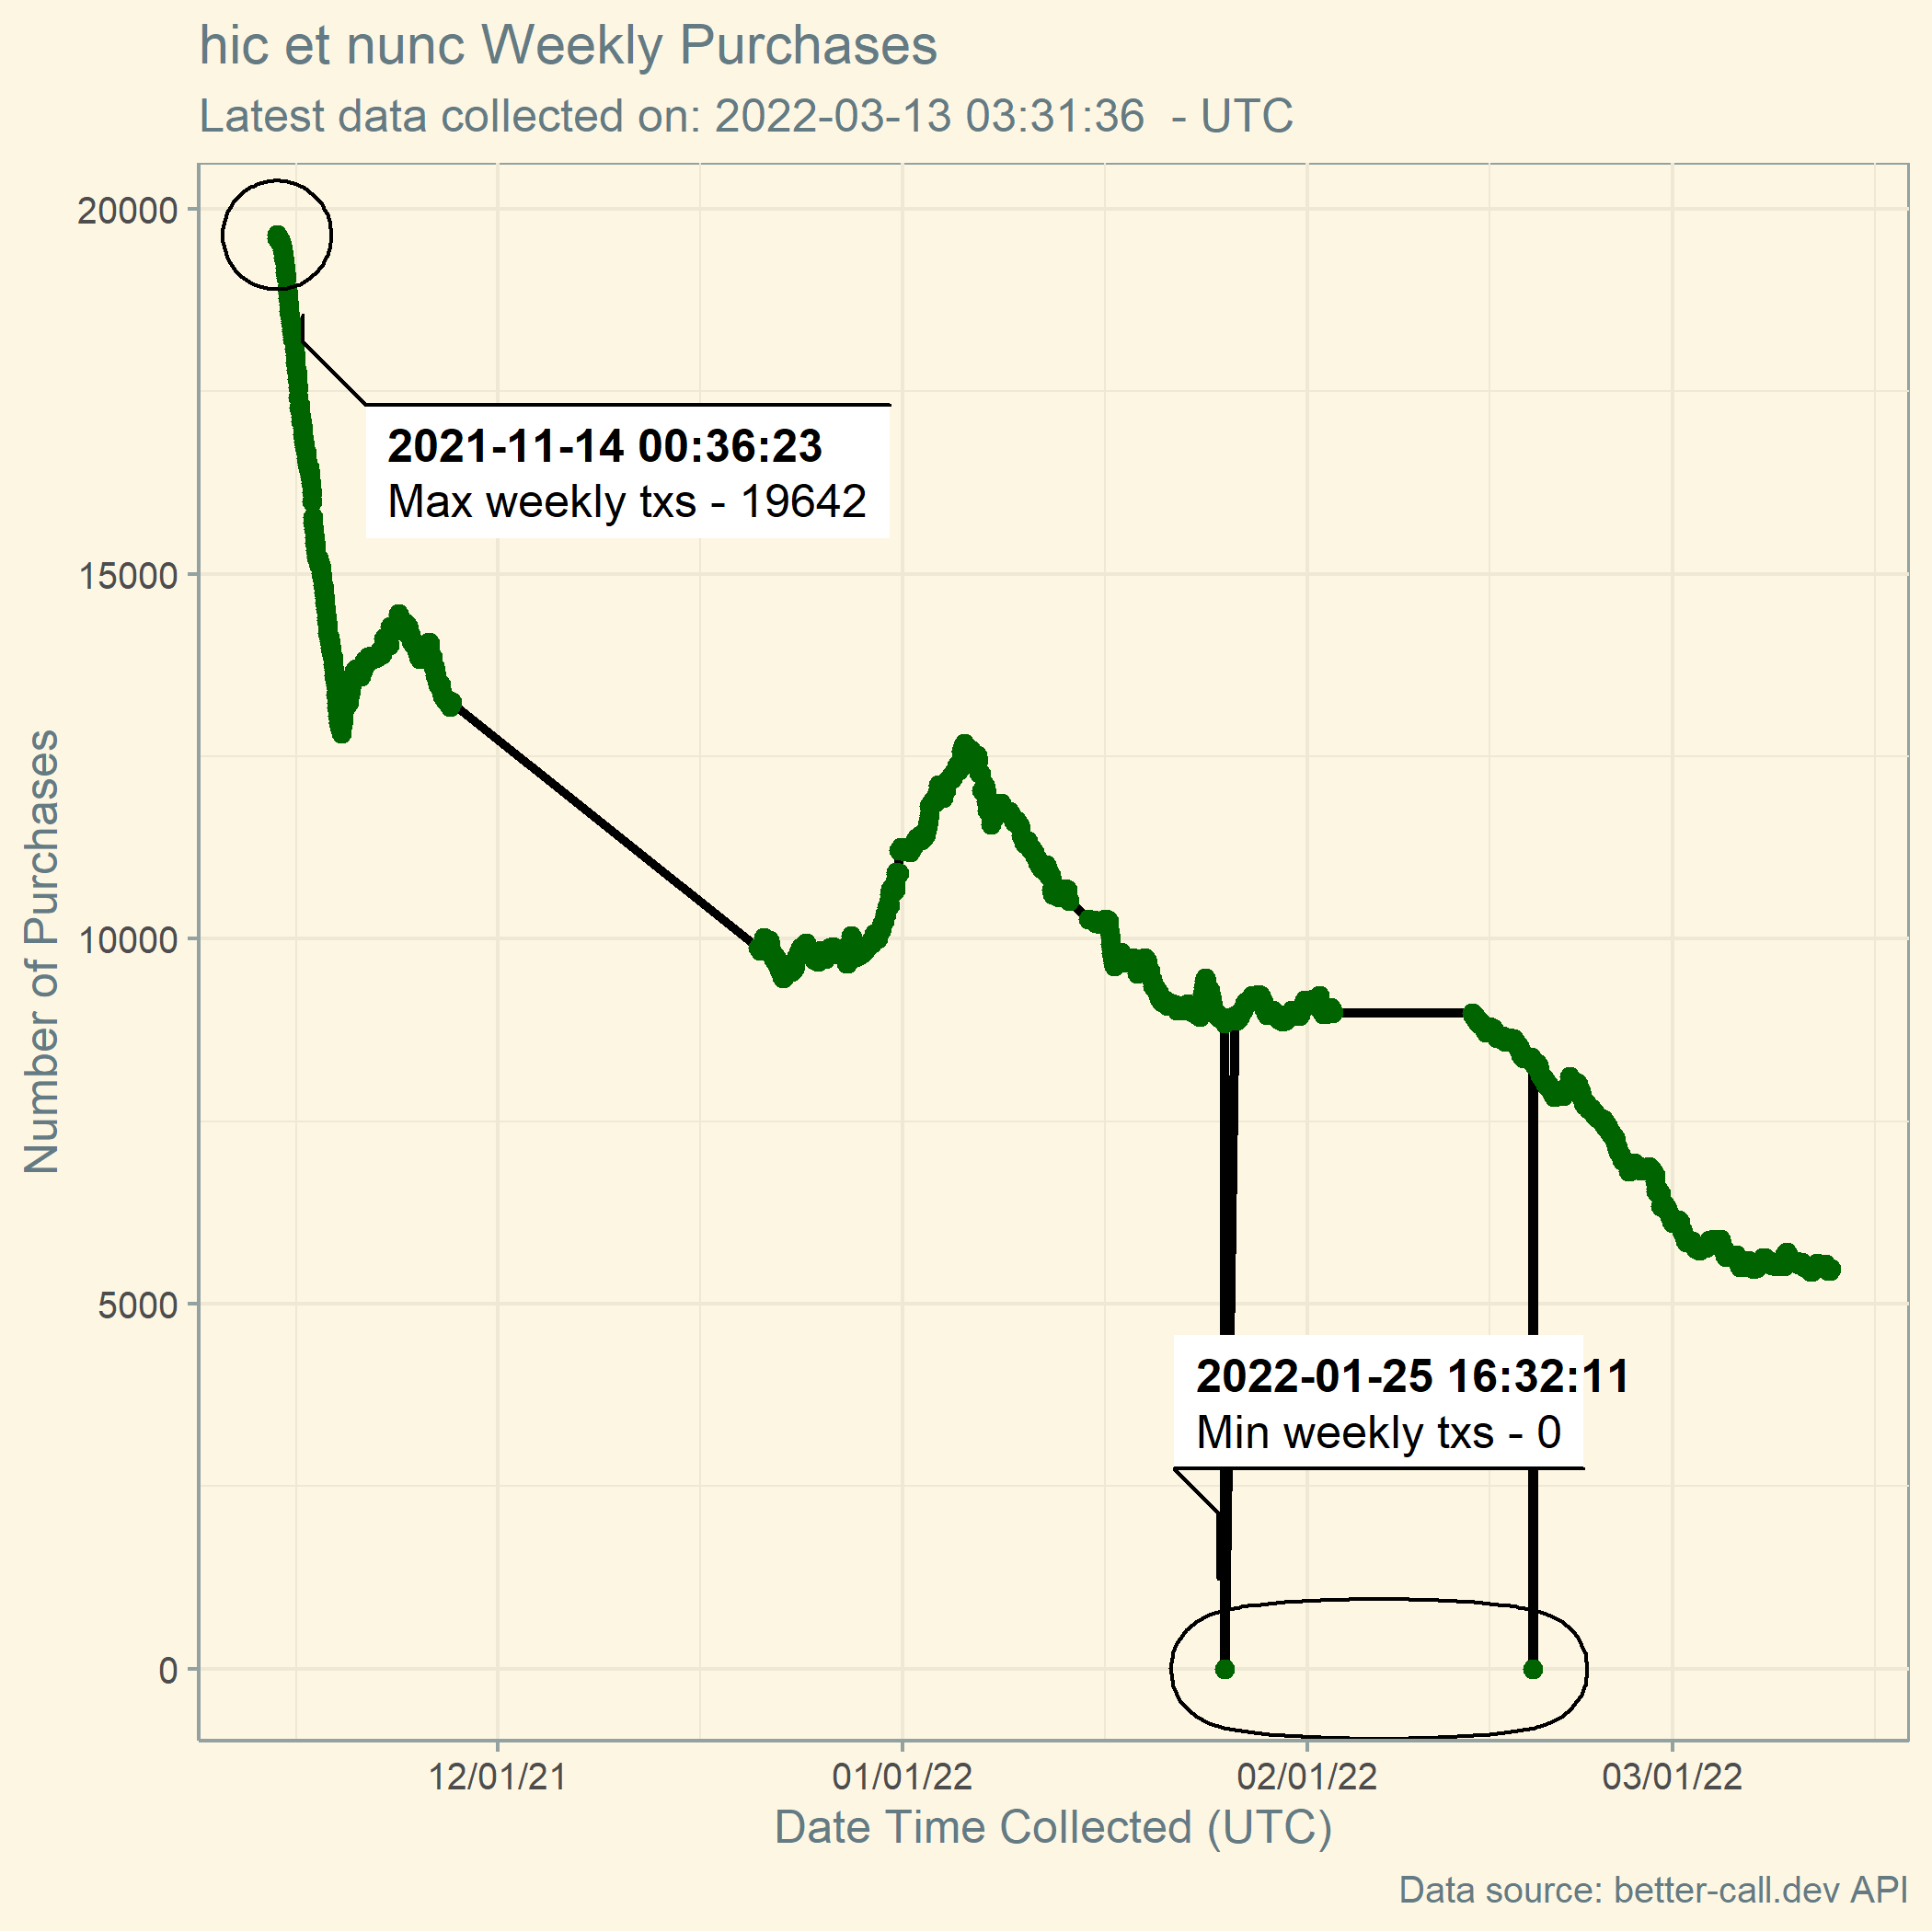 hic et nunc Weekly Purchases
Latest data collected on: 2022-03-13 03:31:36  - UTC
Number of Purchases
20000
15000
10000
5000
0
2021-11-14 00:36:23
Max weekly txs - 19642
2022-01-25 16:32:11
Min weekly txs - 0
12/01/21
01/01/22
02/01/22
03/01/22
Date Time Collected (UTC)
Data source: better-call.dev API